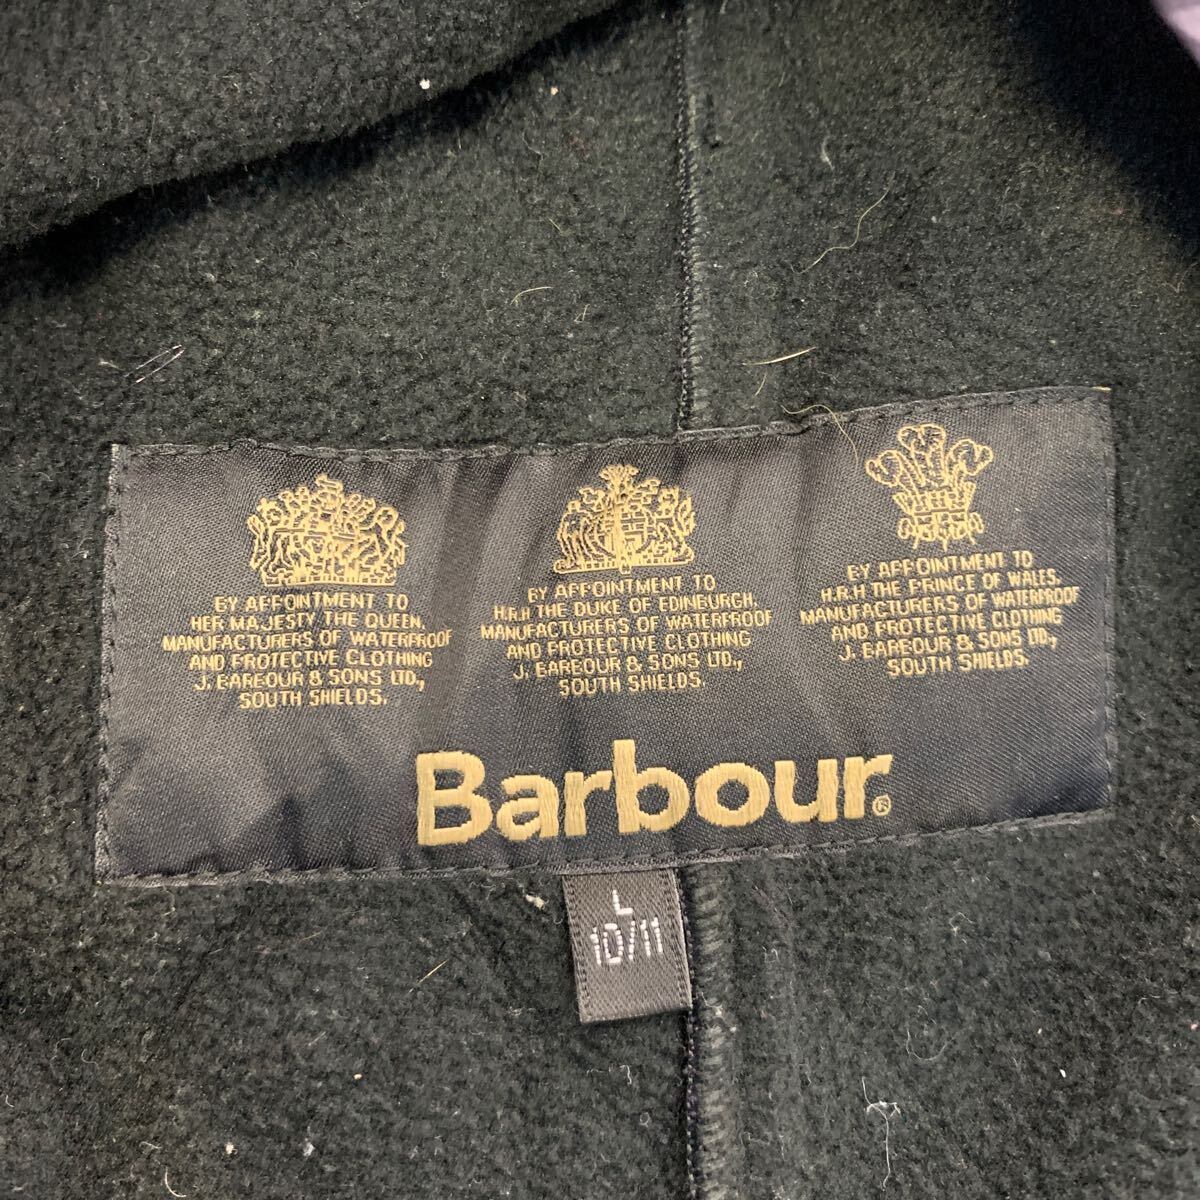 BY APPOINTMENT TO
HER MAJESTY THE QUEEN,
MANUFACTURERS OF WATERPROOF
AND PROTECTIVE CLOTHING
J. BARBOUR & SONS LTD.,
SOUTH SHIELDS.
BY APPOINTMENT TO
H.R.H THE DUKE OF EDINBURGH,
MANUFACTURERS OF WATERPROOF
AND PROTECTIVE CLOTHING
J. BARBOUR & SONS LTD.,
SOUTH SHIELDS.
BY APPOINTMENT TO
H.R.H THE PRINCE OF WALES,
MANUFACTURERS OF WATERPROOF
AND PROTECTIVE CLOTHING
J. BARBOUR & SONS LTD.,
SOUTH SHIELDS.
Barbour®
L
10/11